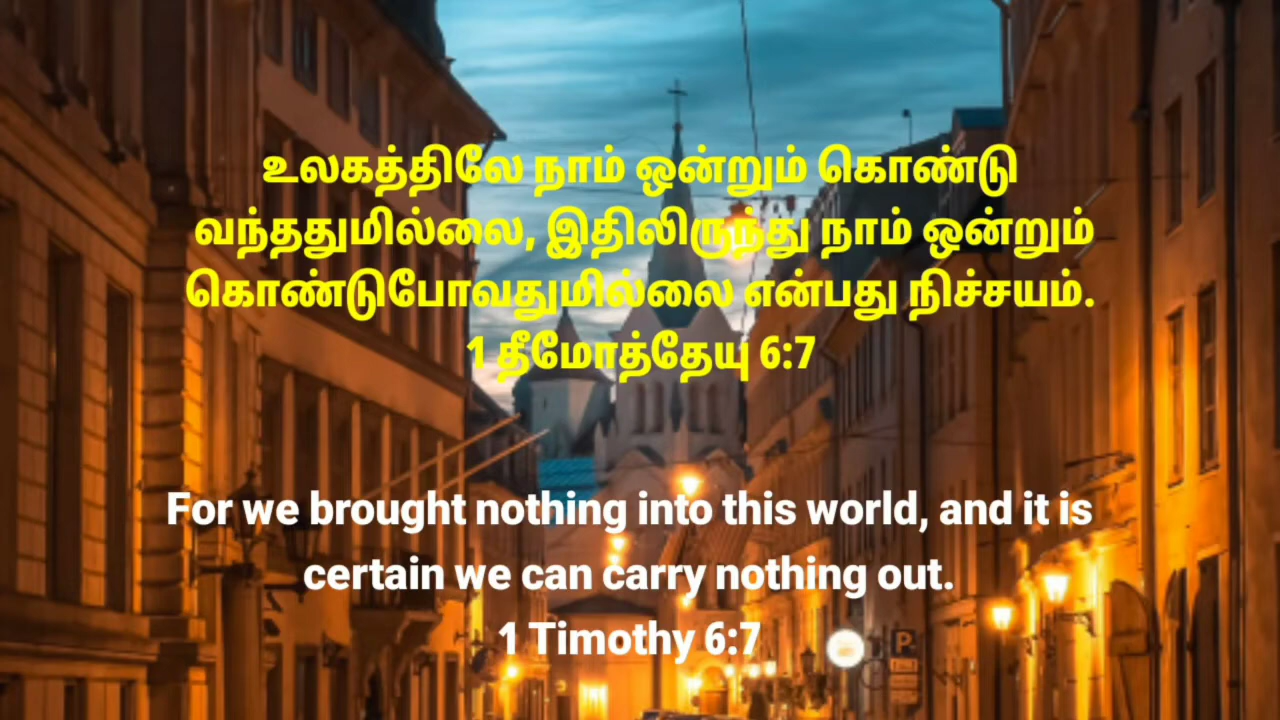 உலகத்திலே நாம் ஒன்றும் கொண்டு
வந்ததுமில்லை, இதிலிருந்து நாம் ஒன்றும்
கொண்டுபோவதுமில்லை என்பது நிச்சயம்.
1 தீமோத்தேயு 6:7
For we brought nothing into this world, and it is
certain we can carry nothing out.
1 Timothy 6:7
P